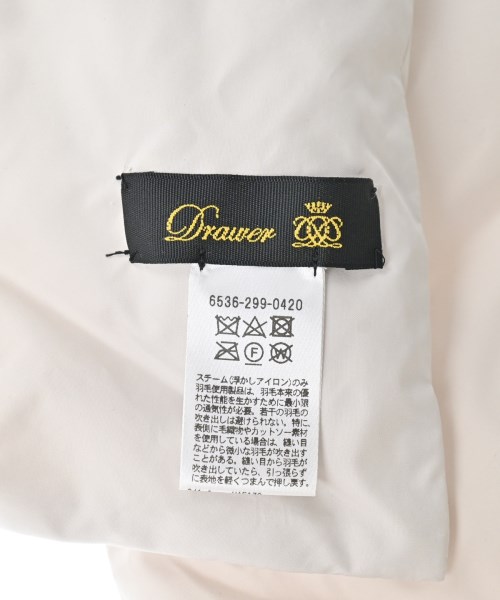 Drawer
6536-299-0420
スチーム(浮かしアイロン)のみ
羽毛使用製品は、羽毛本来の優
れた性能を生かすために最小限
の通気性が必要。若干の羽毛の
吹き出しは避けられない。特に、
表側に毛織物やカットソー素材
を使用している場合は、縫い目
などから微小な羽毛が吹き出す
ことがある。縫い目から羽毛が
吹き出していたら、引っ張らず
に表地を軽くつまんで押し戻す。